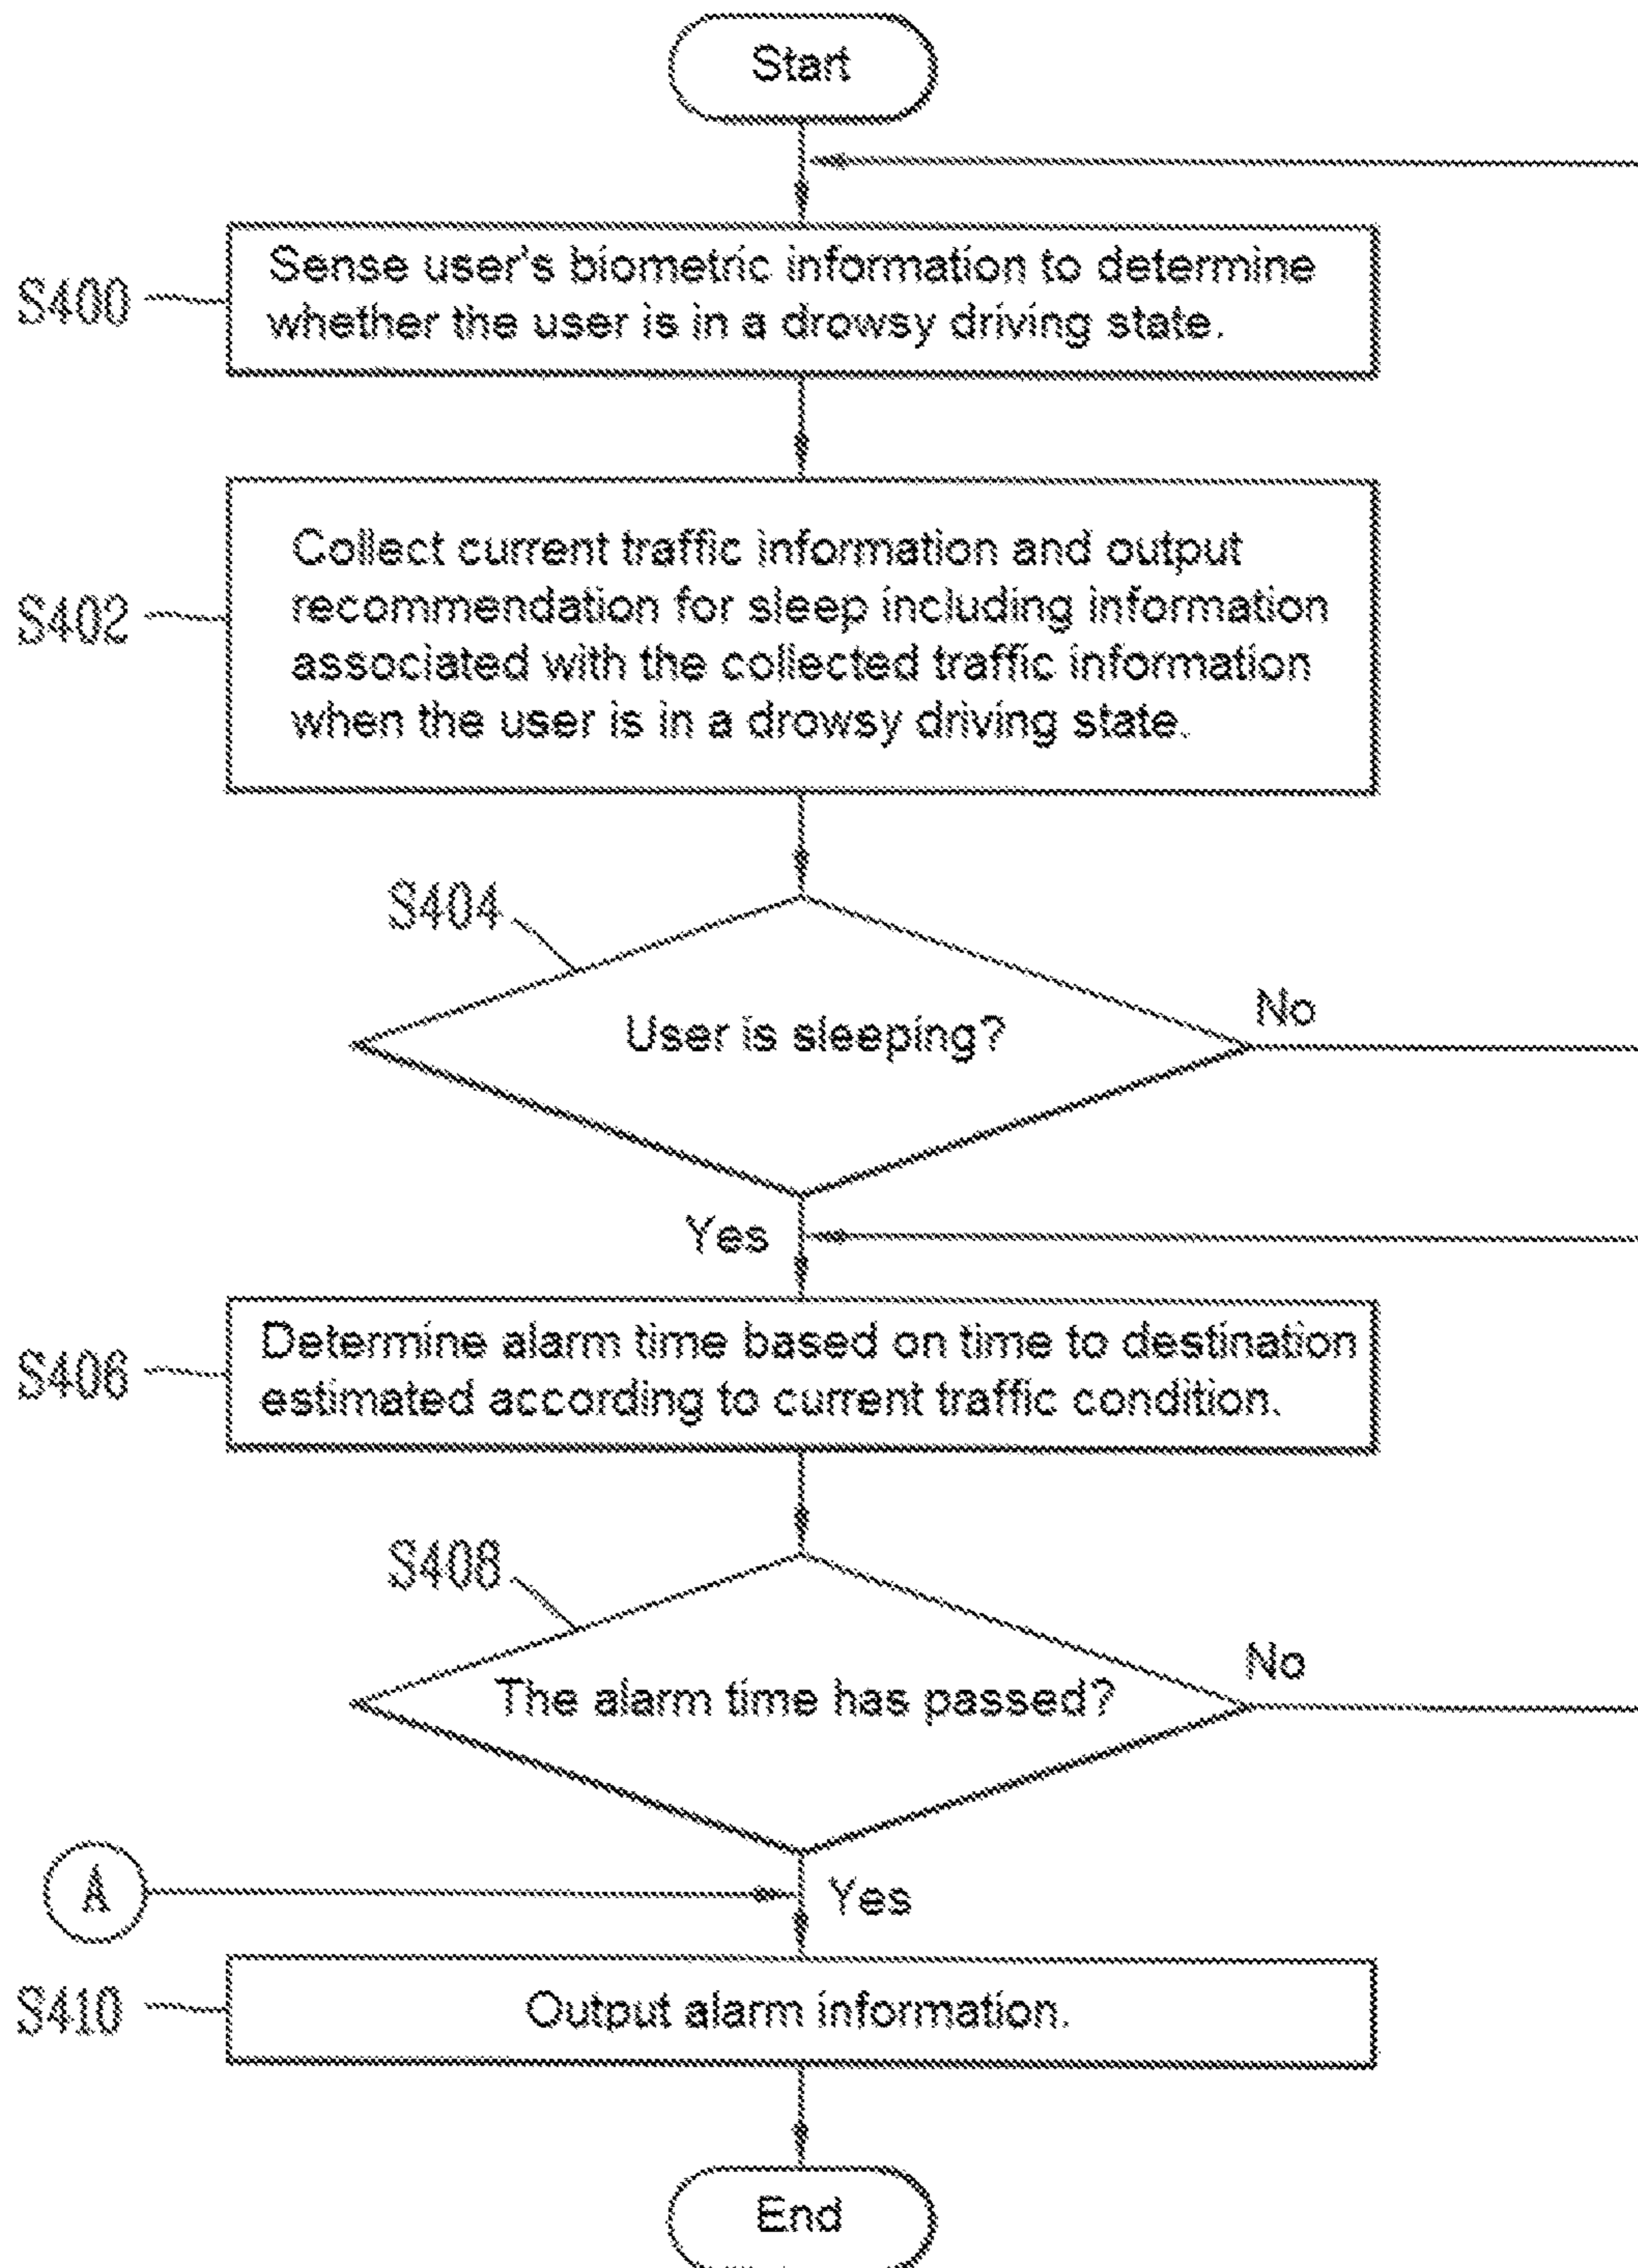 Start
S400
Sense user's biometric information to determine
whether the user is in a drowsy driving state.
S402
Collect current traffic information and output
recommendation for sleep including information
associated with the collected traffic information
when the user is in a drowsy driving state.
S404
User is sleeping?
No
Yes
S406
Determine alarm time based on time to destination
estimated according to current traffic condition.
S408
The alarm time has passed?
No
A
Yes
S410
Output alarm information.
End